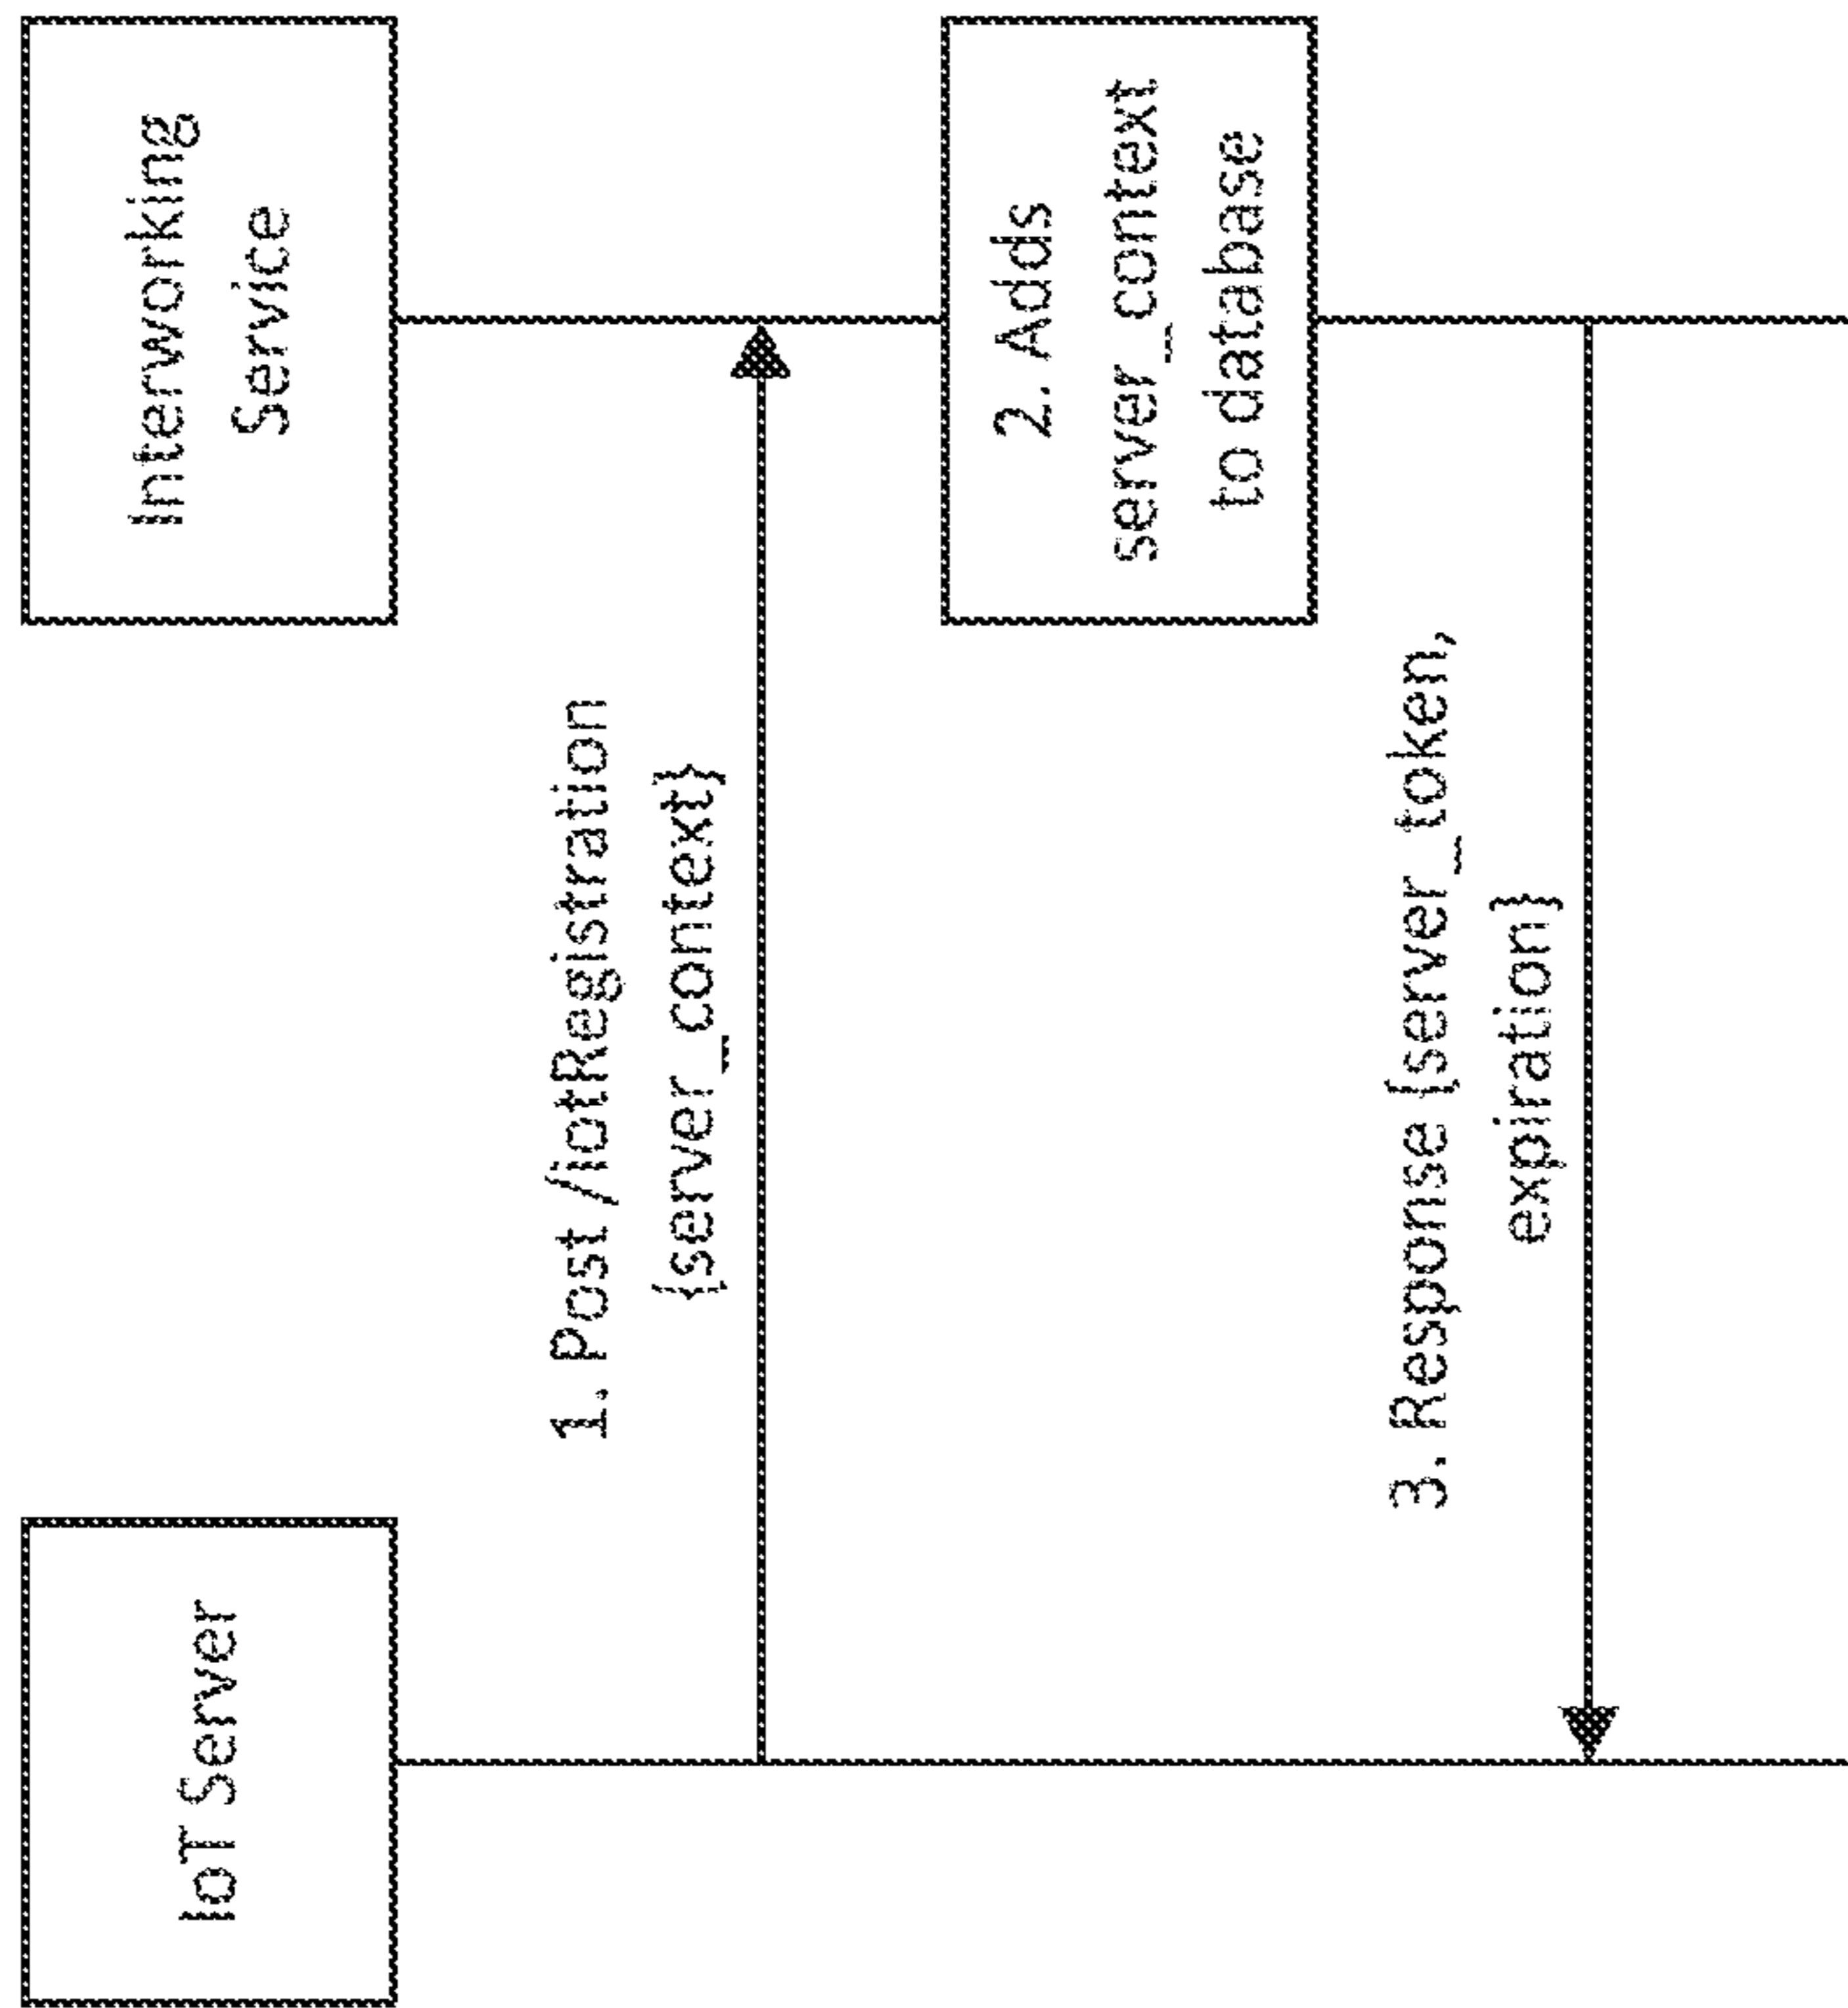 IoT Server
Interworking
Service
1. Post /iotRegistration
{server_context}
2. Adds
server_context
to database
3. Response {server_token,
expiration}